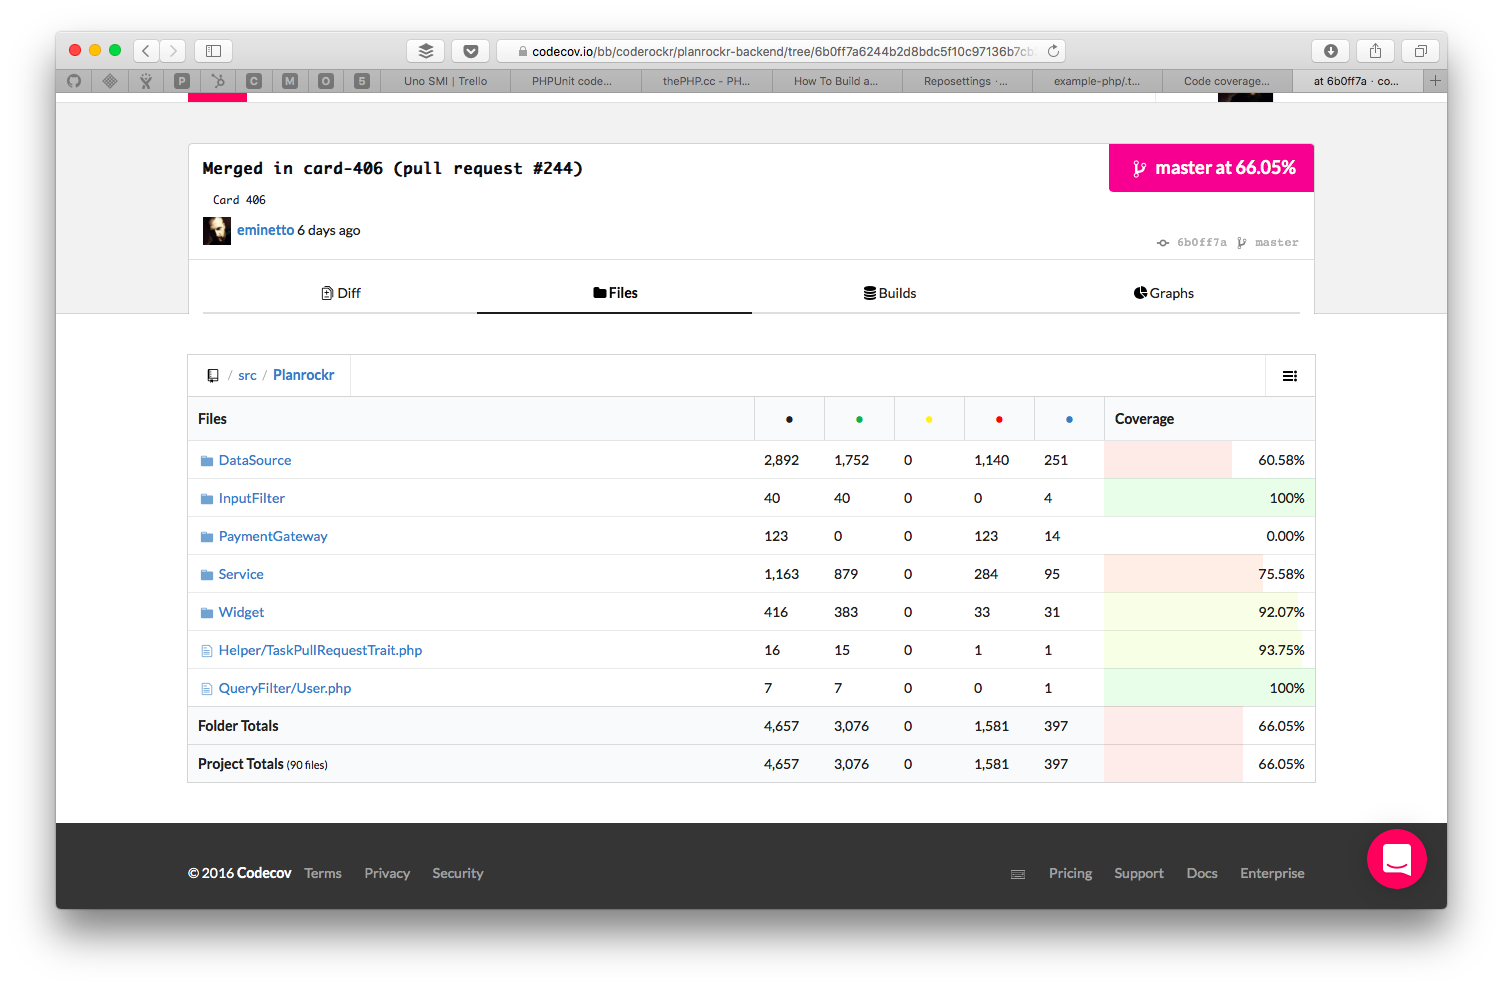 codecov.io/bb/coderockr/planrockr-backend/tree/6b0ff7a6244b2d8bdc5f10c97136b7cb
P C M O 5 Uno SMI | Trello PHPUnit code... thePHP.cc - PH... How To Build a... Reposettings · ... example-php/.t... Code coverage... at 6b0ff7a · co... +
Merged in card-406 (pull request #244)
master at 66.05%
Card 406
eminetto 6 days ago
6b0ff7a master
Diff Files Builds Graphs
/ src / Planrockr
Files Coverage
DataSource 2,892 1,752 0 1,140 251 60.58%
InputFilter 40 40 0 0 4 100%
PaymentGateway 123 0 0 123 14 0.00%
Service 1,163 879 0 284 95 75.58%
Widget 416 383 0 33 31 92.07%
Helper/TaskPullRequestTrait.php 16 15 0 1 1 93.75%
QueryFilter/User.php 7 7 0 0 1 100%
Folder Totals 4,657 3,076 0 1,581 397 66.05%
Project Totals (90 files) 4,657 3,076 0 1,581 397 66.05%
© 2016 Codecov Terms Privacy Security Pricing Support Docs Enterprise